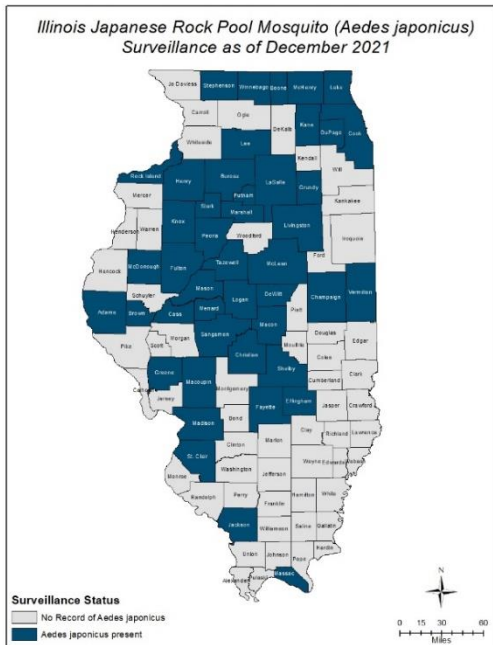 Illinois Japanese Rock Pool Mosquito (Aedes japonicus)
Surveillance as of December 2021
Jo Daviess
Stephenson
Winnebago
Boone
McHenry
Lake
Carroll
Ogle
DeKalb
Kane
DuPage
Cook
Whiteside
Lee
Kendall
Will
Rock Island
Henry
Bureau
LaSalle
Grundy
Mercer
Putnam
Kankakee
Stark
Marshall
Henderson
Warren
Knox
Peoria
Woodford
Livingston
Iroquois
Ford
Hancock
McDonough
Fulton
Tazewell
McLean
Schuyler
Mason
Logan
DeWitt
Champaign
Vermilion
Adams
Brown
Cass
Menard
Piatt
Macon
Sangamon
Morgan
Scott
Pike
Douglas
Edgar
Moultrie
Coles
Christian
Shelby
Greene
Macoupin
Montgomery
Cumberland
Clark
Jersey
Fayette
Effingham
Jasper
Crawford
Madison
Bond
Clay
Richland
Lawrence
Clinton
Marion
St. Clair
Wayne
Edwards
Washington
Jefferson
Monroe
Randolph
Perry
Hamilton
White
Franklin
Jackson
Williamson
Saline
Gallatin
Union
Johnson
Pope
Hardin
Alexander
Pulaski
Massac
Surveillance Status
No Record of Aedes japonicus
Aedes japonicus present
N
0 15 30 60
Miles